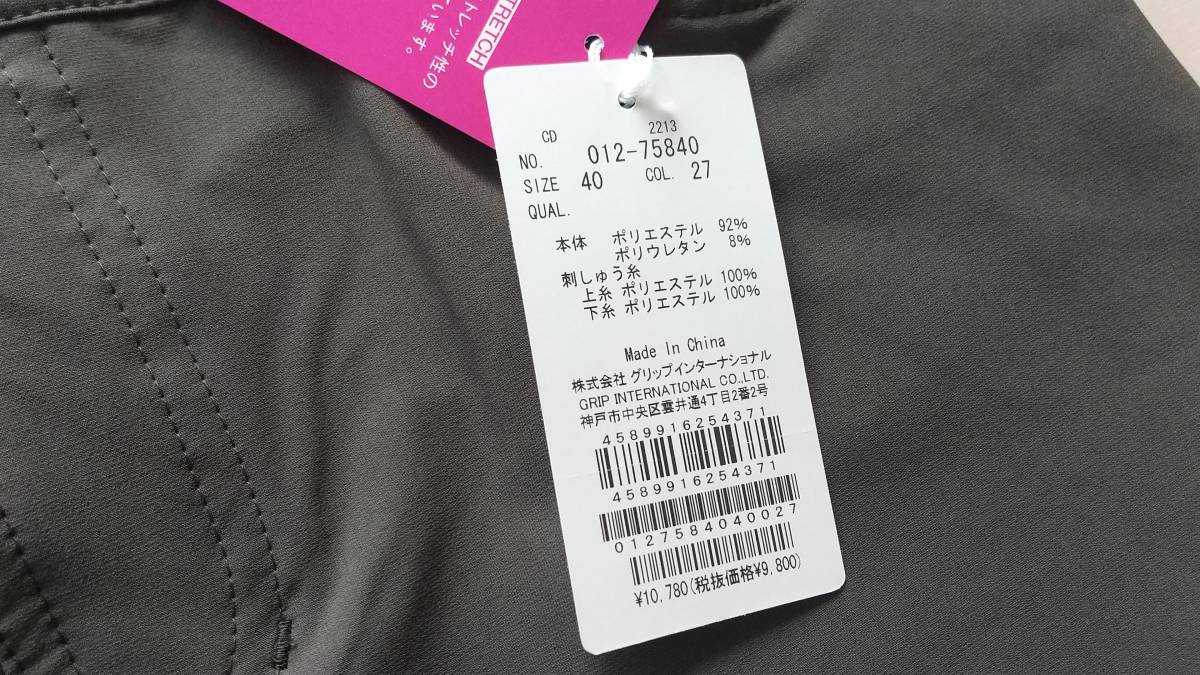 STRETCH
トレッチ性の
います。
CD 2213
NO. 012-75840
SIZE 40 COL. 27
QUAL.
本体 ポリエステル 92%
ポリウレタン 8%
刺しゅう糸
上糸 ポリエステル 100%
下糸 ポリエステル 100%
Made In China
株式会社 グリップインターナショナル
GRIP INTERNATIONAL CO.,LTD.
神戸市中央区雲井通4丁目2番2号
4589916254371
4589916254371
0127584040027
¥10,780(税抜価格¥9,800)